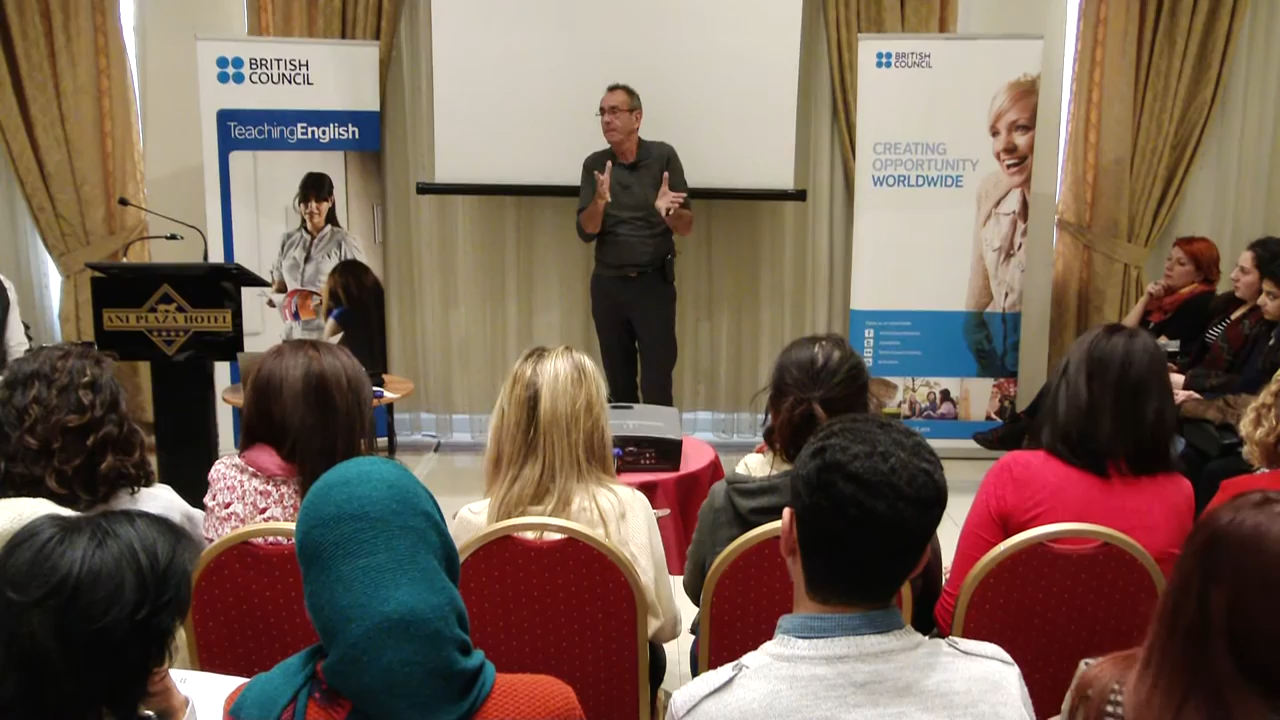 BRITISH
COUNCIL
TeachingEnglish
ANI PLAZA HOTEL
BRITISH
COUNCIL
CREATING
OPPORTUNITY
WORLDWIDE